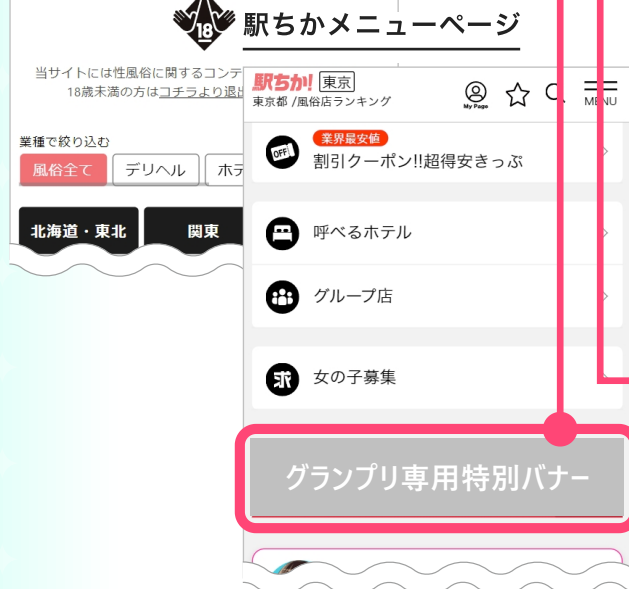 18
駅ちかメニューページ
当サイトには性風俗に関するコンテ
18歳未満の方はコチラより退出
業種で絞り込む
風俗全て
デリヘル
ホテ
北海道・東北
関東
駅ちか!
東京
東京都 /風俗店ランキング
My Page
MENU
業界最安値
OFF
割引クーポン!!超得安きっぷ
呼べるホテル
グループ店
求
女の子募集
グランプリ専用特別バナー